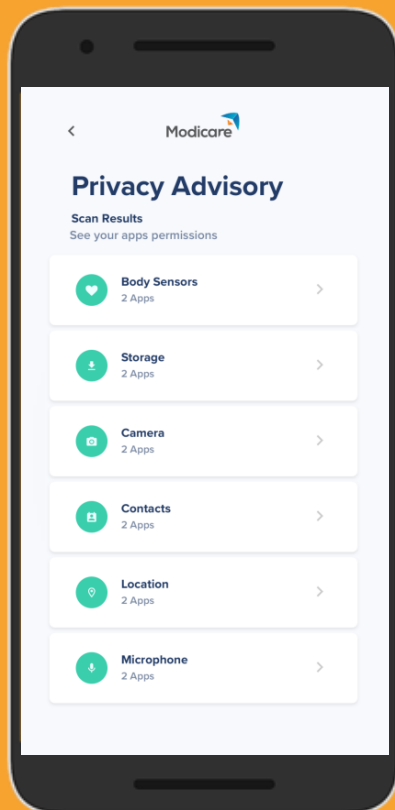 Modicare
Privacy Advisory
Scan Results
See your apps permissions
Body Sensors
2 Apps
Storage
2 Apps
Camera
2 Apps
Contacts
2 Apps
Location
2 Apps
Microphone
2 Apps